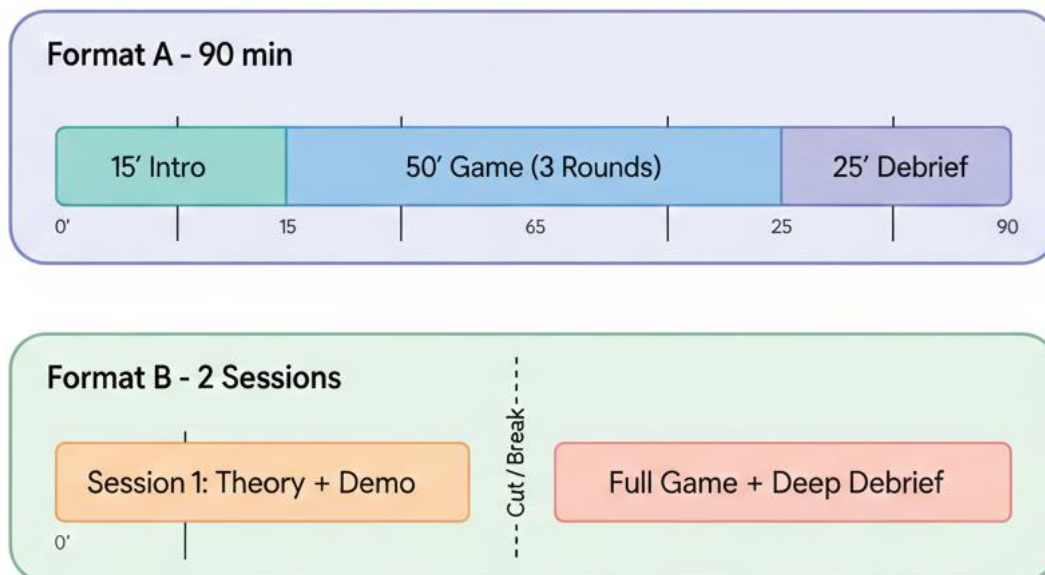 Format A - 90 min
15′ Intro
50′ Game (3 Rounds)
25′ Debrief
0′
15
65
25
90
Format B - 2 Sessions
Session 1: Theory + Demo
Cut / Break
Full Game + Deep Debrief
0′